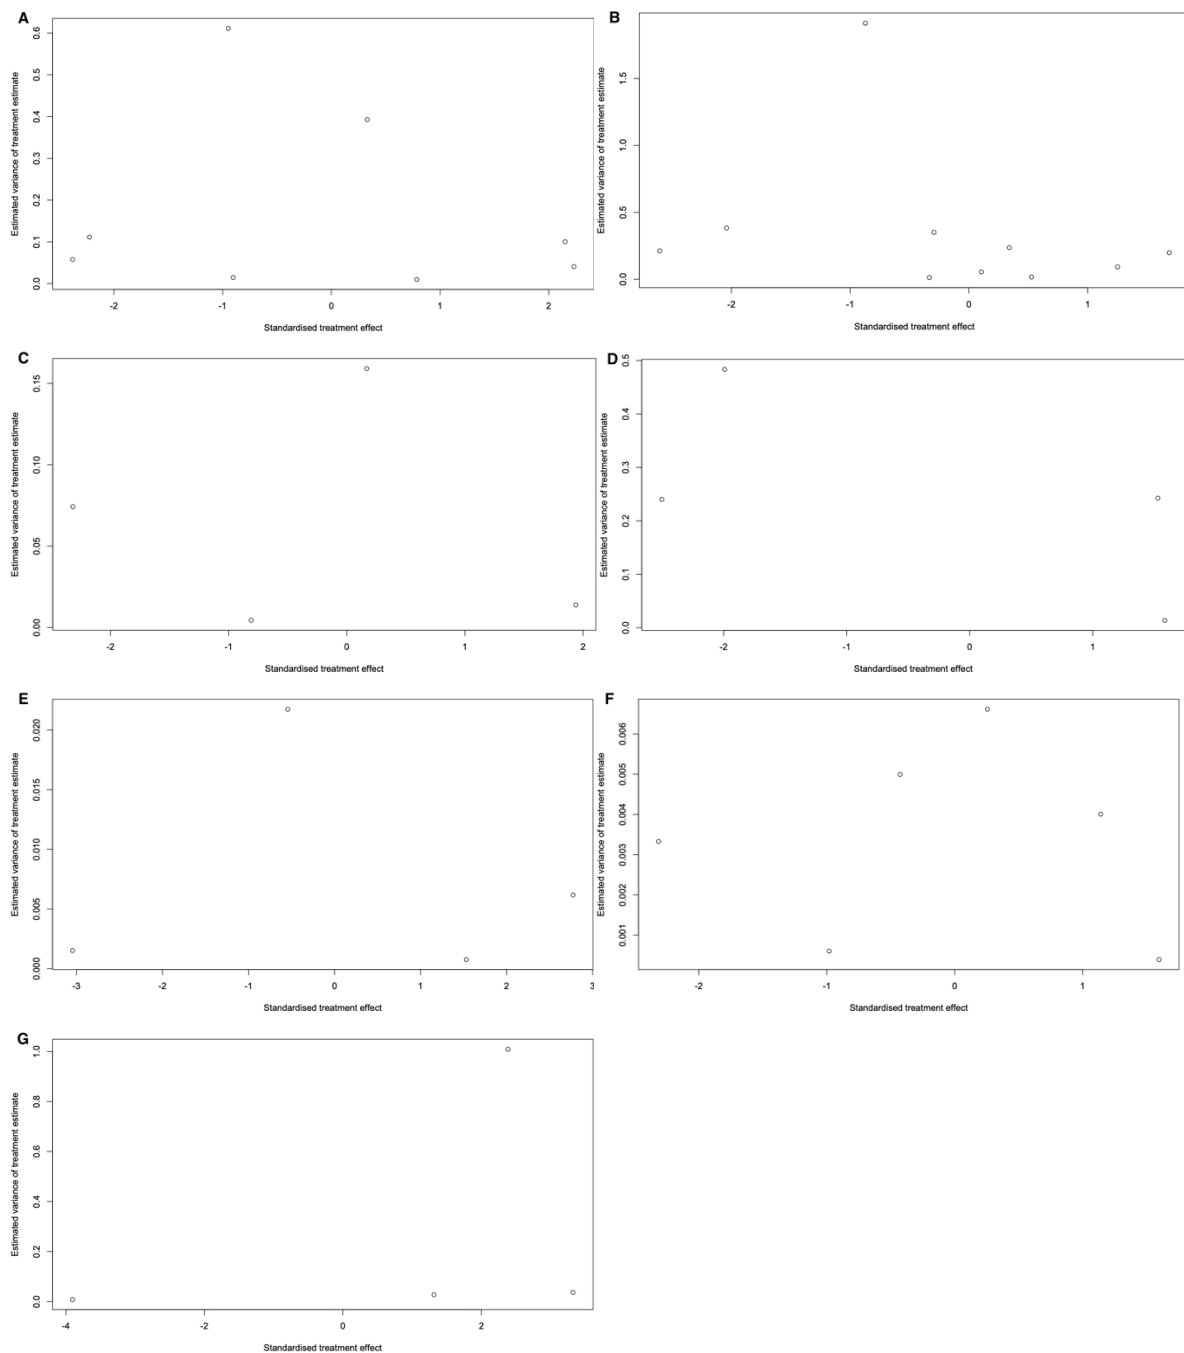 A
Estimated variance of treatment estimate
0.6
0.5
0.4
0.3
0.2
0.1
0.0
-2 -1 0 1 2
Standardised treatment effect
B
Estimated variance of treatment estimate
1.5
1.0
0.5
0.0
-2 -1 0 1
Standardised treatment effect
C
Estimated variance of treatment estimate
0.15
0.10
0.05
0.00
-2 -1 0 1 2
Standardised treatment effect
D
Estimated variance of treatment estimate
0.5
0.4
0.3
0.2
0.1
0.0
-2 -1 0 1
Standardised treatment effect
E
Estimated variance of treatment estimate
0.020
0.015
0.010
0.005
0.000
-3 -2 -1 0 1 2 3
Standardised treatment effect
F
Estimated variance of treatment estimate
0.006
0.005
0.004
0.003
0.002
0.001
-2 -1 0 1
Standardised treatment effect
G
Estimated variance of treatment estimate
1.0
0.8
0.6
0.4
0.2
0.0
-4 -2 0 2
Standardised treatment effect